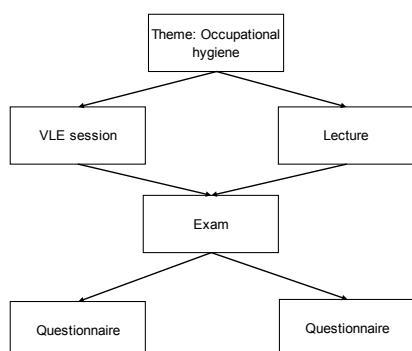 Theme: Occupational
hygiene
VLE session
Lecture
Exam
Questionnaire
Questionnaire